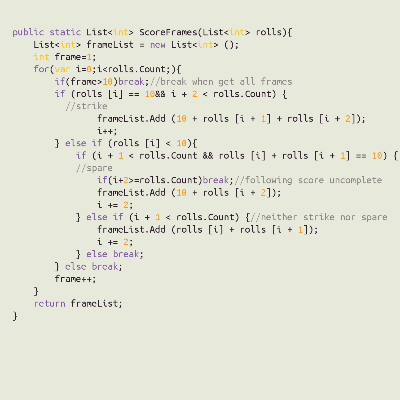 public static List<int> ScoreFrames(List<int> rolls){
List<int> frameList = new List<int> ();
int frame=1;
for(var i=0;i<rolls.Count;){
if(frame>10)break;//break when get all frames
if (rolls [i] == 10&& i + 2 < rolls.Count) {
//strike
frameList.Add (10 + rolls [i + 1] + rolls [i + 2]);
i++;
} else if (rolls [i] < 10){
if (i + 1 < rolls.Count && rolls [i] + rolls [i + 1] == 10) {
//spare
if(i+2>=rolls.Count)break;//following score uncomplete
frameList.Add (10 + rolls [i + 2]);
i += 2;
} else if (i + 1 < rolls.Count) {//neither strike nor spare
frameList.Add (rolls [i] + rolls [i + 1]);
i += 2;
} else break;
} else break;
frame++;
}
return frameList;
}